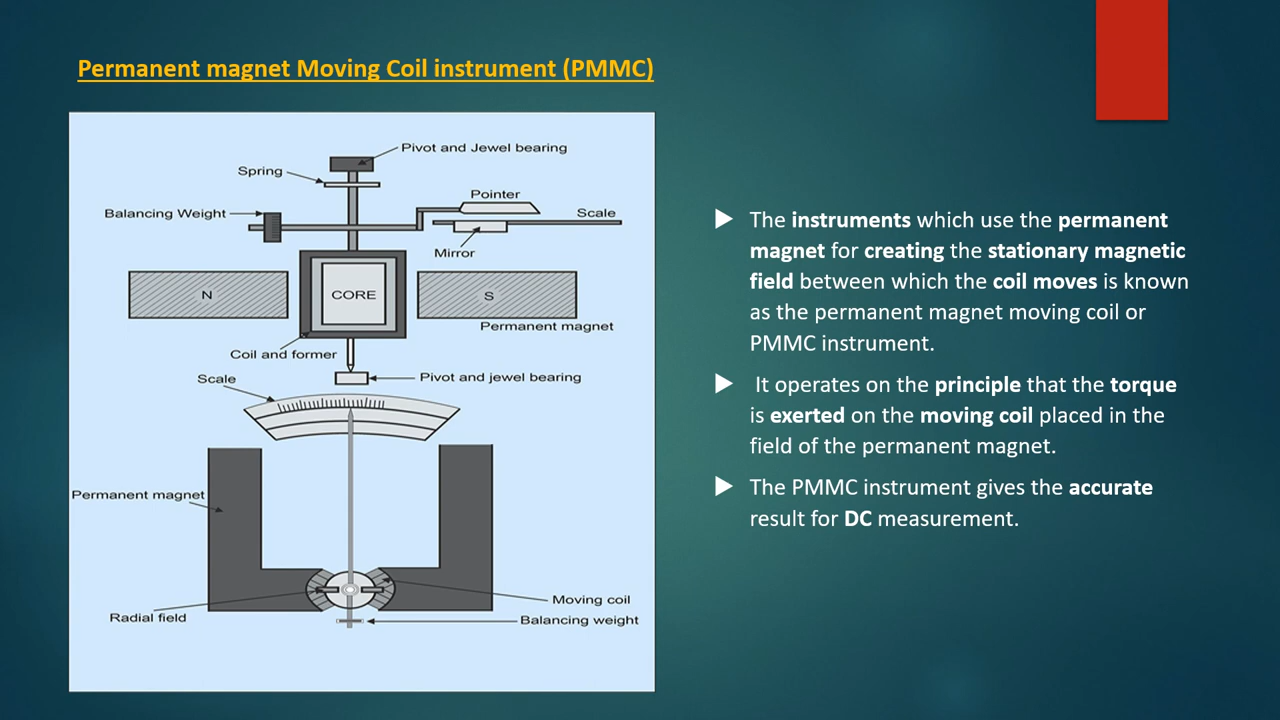 Permanent magnet Moving Coil instrument (PMMC)
Pivot and Jewel bearing
Spring
Pointer
Balancing Weight
Scale
Mirror
N
CORE
S
Permanent magnet
Coil and former
Scale
Pivot and jewel bearing
Permanent magnet
Moving coil
Radial field
Balancing weight
The instruments which use the permanent
magnet for creating the stationary magnetic
field between which the coil moves is known
as the permanent magnet moving coil or
PMMC instrument.
It operates on the principle that the torque
is exerted on the moving coil placed in the
field of the permanent magnet.
The PMMC instrument gives the accurate
result for DC measurement.